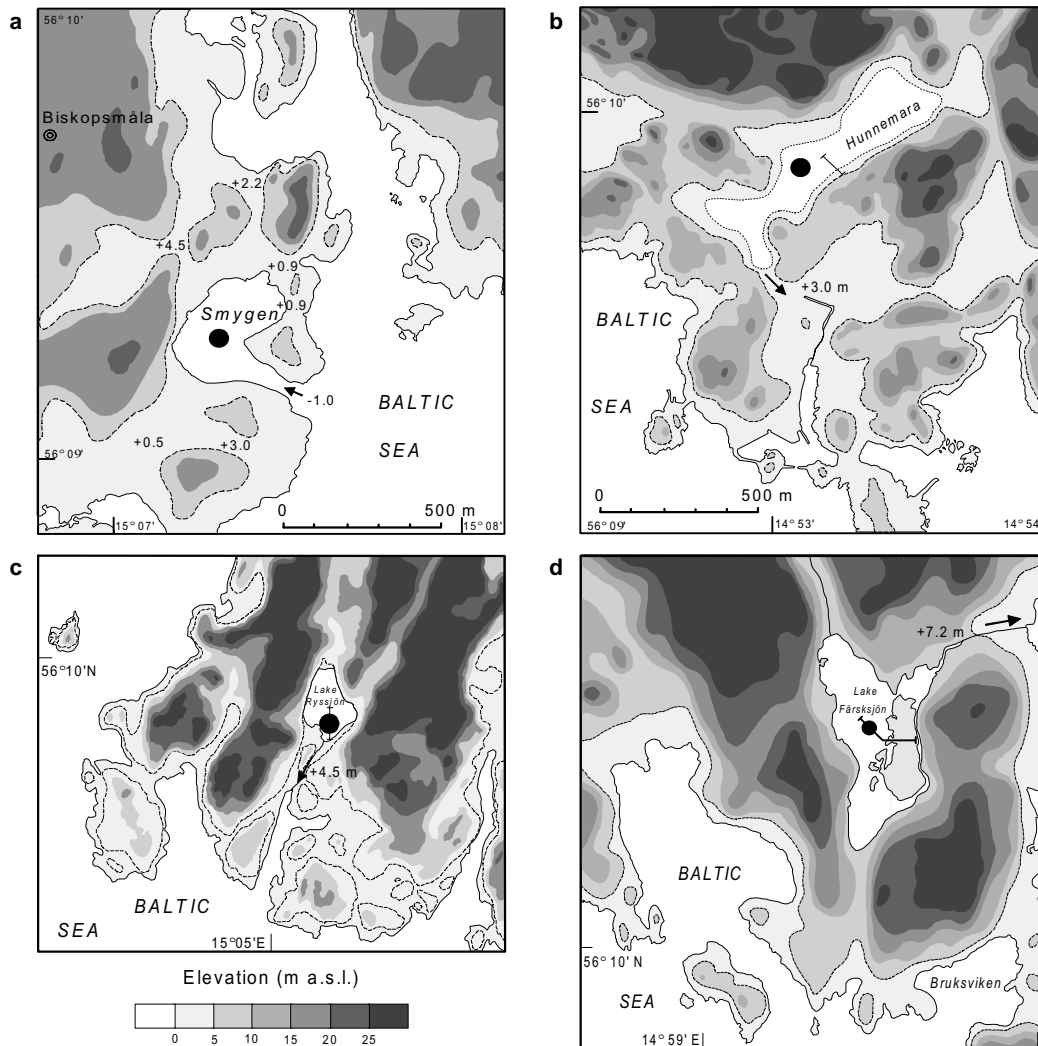 a
56°10'
Biskopsmåla
+2.2
+4.5
+0.9
+0.9
Smygen
-1.0
BALTIC
SEA
+0.5
+3.0
56°09'
0 500 m
15°07' 15°08'
b
56°10'
Hunnemara
+3.0 m
BALTIC
SEA
0 500 m
56°09' 14°53' 14°54'
c
56°10'N
Lake
Ryssjön
+4.5 m
BALTIC
SEA
15°05'E
d
+7.2 m
Lake
Färsksjön
BALTIC
56°10' N
SEA
Bruksviken
14°59' E
Elevation (m a.s.l.)
0 5 10 15 20 25